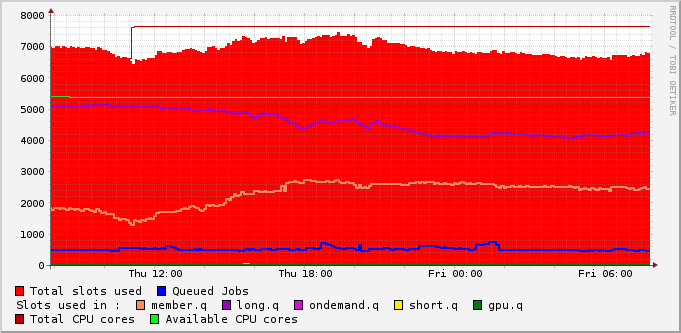 8000
7000
6000
5000
4000
3000
2000
1000
0
Thu 12:00 Thu 18:00 Fri 00:00 Fri 06:00
Total slots used Queued Jobs
Slots used in : member.q long.q ondemand.q short.q gpu.q
Total CPU cores Available CPU cores
RRDTOOL / TOBI OETIKER